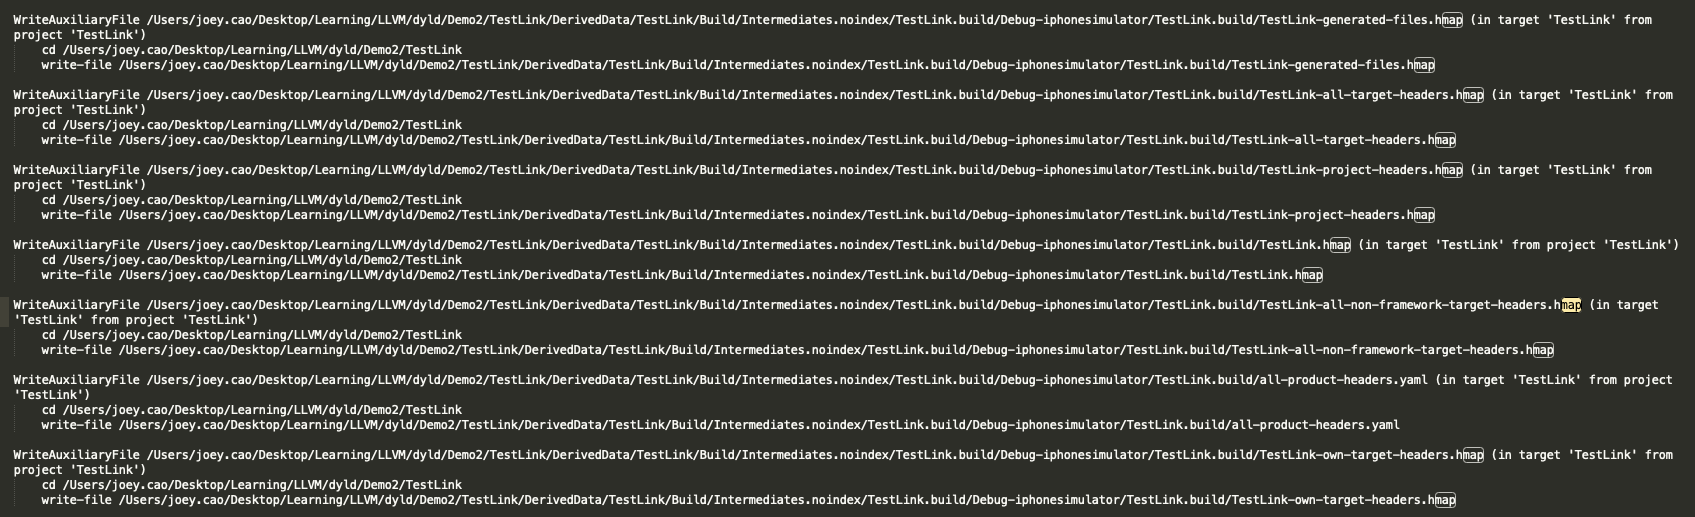 WriteAuxiliaryFile /Users/joey.cao/Desktop/Learning/LLVM/dyld/Demo2/TestLink/DerivedData/TestLink/Build/Intermediates.noindex/TestLink.build/Debug-iphonesimulator/TestLink.build/TestLink-generated-files.hmap (in target 'TestLink' from
project 'TestLink')
cd /Users/joey.cao/Desktop/Learning/LLVM/dyld/Demo2/TestLink
write-file /Users/joey.cao/Desktop/Learning/LLVM/dyld/Demo2/TestLink/DerivedData/TestLink/Build/Intermediates.noindex/TestLink.build/Debug-iphonesimulator/TestLink.build/TestLink-generated-files.hmap
WriteAuxiliaryFile /Users/joey.cao/Desktop/Learning/LLVM/dyld/Demo2/TestLink/DerivedData/TestLink/Build/Intermediates.noindex/TestLink.build/Debug-iphonesimulator/TestLink.build/TestLink-all-target-headers.hmap (in target 'TestLink' from
project 'TestLink')
cd /Users/joey.cao/Desktop/Learning/LLVM/dyld/Demo2/TestLink
write-file /Users/joey.cao/Desktop/Learning/LLVM/dyld/Demo2/TestLink/DerivedData/TestLink/Build/Intermediates.noindex/TestLink.build/Debug-iphonesimulator/TestLink.build/TestLink-all-target-headers.hmap
WriteAuxiliaryFile /Users/joey.cao/Desktop/Learning/LLVM/dyld/Demo2/TestLink/DerivedData/TestLink/Build/Intermediates.noindex/TestLink.build/Debug-iphonesimulator/TestLink.build/TestLink-project-headers.hmap (in target 'TestLink' from
project 'TestLink')
cd /Users/joey.cao/Desktop/Learning/LLVM/dyld/Demo2/TestLink
write-file /Users/joey.cao/Desktop/Learning/LLVM/dyld/Demo2/TestLink/DerivedData/TestLink/Build/Intermediates.noindex/TestLink.build/Debug-iphonesimulator/TestLink.build/TestLink-project-headers.hmap
WriteAuxiliaryFile /Users/joey.cao/Desktop/Learning/LLVM/dyld/Demo2/TestLink/DerivedData/TestLink/Build/Intermediates.noindex/TestLink.build/Debug-iphonesimulator/TestLink.build/TestLink.hmap (in target 'TestLink' from project 'TestLink')
cd /Users/joey.cao/Desktop/Learning/LLVM/dyld/Demo2/TestLink
write-file /Users/joey.cao/Desktop/Learning/LLVM/dyld/Demo2/TestLink/DerivedData/TestLink/Build/Intermediates.noindex/TestLink.build/Debug-iphonesimulator/TestLink.build/TestLink.hmap
WriteAuxiliaryFile /Users/joey.cao/Desktop/Learning/LLVM/dyld/Demo2/TestLink/DerivedData/TestLink/Build/Intermediates.noindex/TestLink.build/Debug-iphonesimulator/TestLink.build/TestLink-all-non-framework-target-headers.hmap (in target
'TestLink' from project 'TestLink')
cd /Users/joey.cao/Desktop/Learning/LLVM/dyld/Demo2/TestLink
write-file /Users/joey.cao/Desktop/Learning/LLVM/dyld/Demo2/TestLink/DerivedData/TestLink/Build/Intermediates.noindex/TestLink.build/Debug-iphonesimulator/TestLink.build/TestLink-all-non-framework-target-headers.hmap
WriteAuxiliaryFile /Users/joey.cao/Desktop/Learning/LLVM/dyld/Demo2/TestLink/DerivedData/TestLink/Build/Intermediates.noindex/TestLink.build/Debug-iphonesimulator/TestLink.build/all-product-headers.yaml (in target 'TestLink' from project
'TestLink')
cd /Users/joey.cao/Desktop/Learning/LLVM/dyld/Demo2/TestLink
write-file /Users/joey.cao/Desktop/Learning/LLVM/dyld/Demo2/TestLink/DerivedData/TestLink/Build/Intermediates.noindex/TestLink.build/Debug-iphonesimulator/TestLink.build/all-product-headers.yaml
WriteAuxiliaryFile /Users/joey.cao/Desktop/Learning/LLVM/dyld/Demo2/TestLink/DerivedData/TestLink/Build/Intermediates.noindex/TestLink.build/Debug-iphonesimulator/TestLink.build/TestLink-own-target-headers.hmap (in target 'TestLink' from
project 'TestLink')
cd /Users/joey.cao/Desktop/Learning/LLVM/dyld/Demo2/TestLink
write-file /Users/joey.cao/Desktop/Learning/LLVM/dyld/Demo2/TestLink/DerivedData/TestLink/Build/Intermediates.noindex/TestLink.build/Debug-iphonesimulator/TestLink.build/TestLink-own-target-headers.hmap